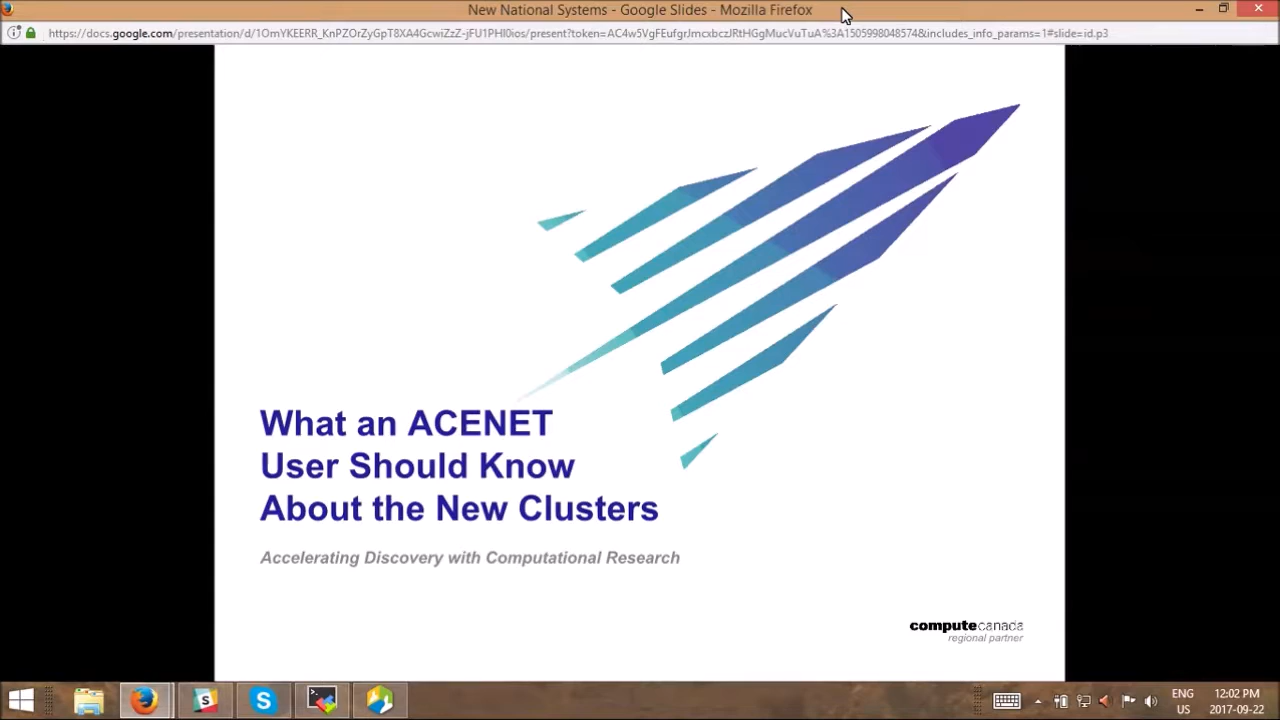 New National Systems - Google Slides - Mozilla Firefox
What an ACENET
User Should Know
About the New Clusters
Accelerating Discovery with Computational Research
computecanada
regional partner
ENG
US
12:02 PM
2017-09-22